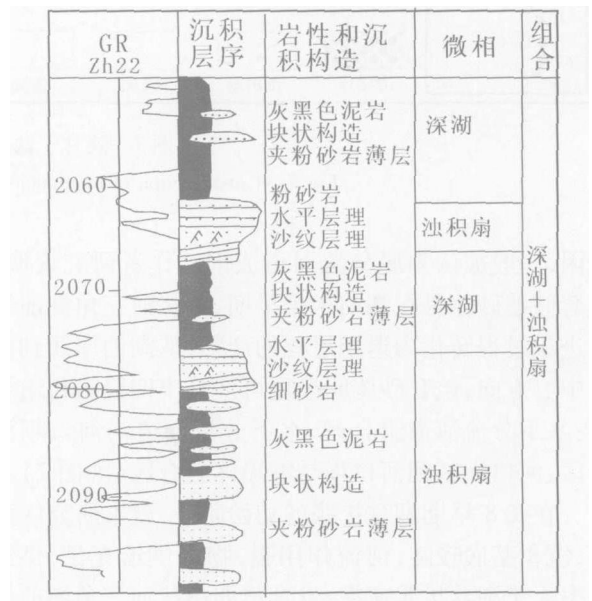 GR
Zh22
沉积
层序
岩性和沉
积构造
微相
组合
灰黑色泥岩
块状构造
夹粉砂岩薄层
深湖
2060
粉砂岩
水平层理
沙纹层理
浊积扇
2070
灰黑色泥岩
块状构造
夹粉砂岩薄层
深湖
水平层理
沙纹层理
细砂岩
2080
灰黑色泥岩
块状构造
夹粉砂岩薄层
浊积扇
2090
深湖+浊积扇